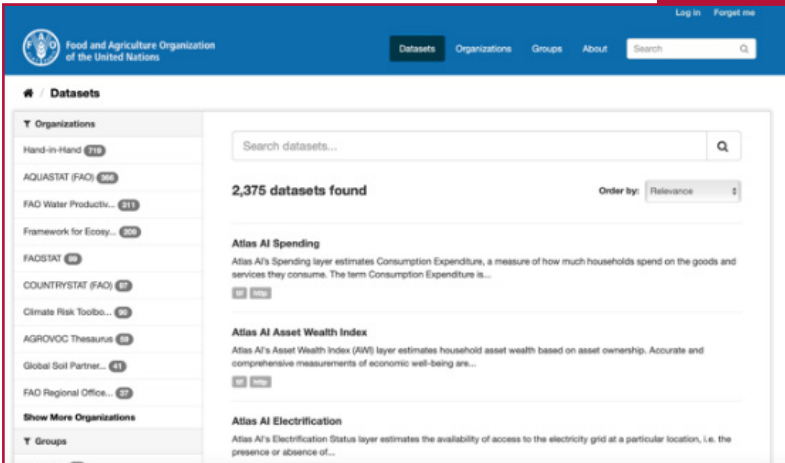 Log in Forget me
Food and Agriculture Organization
of the United Nations
Datasets Organizations Groups About Search
/ Datasets
Organizations
Hand-in-Hand 719
AQUASTAT (FAO) 366
FAO Water Productiv... 311
Framework for Ecosy...
FAOSTAT
COUNTRYSTAT (FAO)
Climate Risk Toolbo...
AGROVOC Thesaurus
Global Soil Partner... 41
FAO Regional Office... 37
Show More Organizations
Groups
Search datasets...
2,375 datasets found
Order by: Relevance
Atlas AI Spending
Atlas AI's Spending layer estimates Consumption Expenditure, a measure of how much households spend on the goods and
services they consume. The term Consumption Expenditure is...
http
Atlas AI Asset Wealth Index
Atlas AI's Asset Wealth Index (AWI) layer estimates household asset wealth based on asset ownership. Accurate and
comprehensive measurements of economic well-being are...
http
Atlas AI Electrification
Atlas AI's Electrification Status layer estimates the availability of access to the electricity grid at a particular location, i.e. the
presence or absence of...